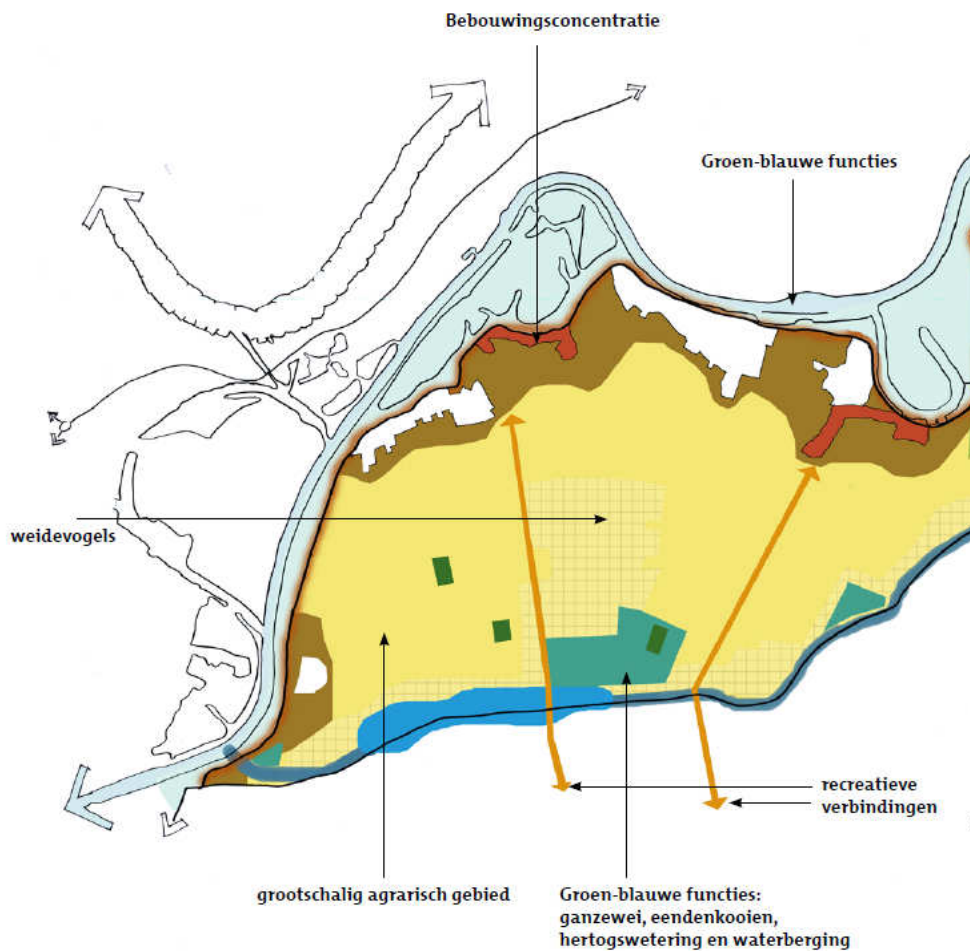 Bebouwingsconcentratie
Groen-blauwe functies
weidevogels
recreatieve
verbindingen
grootschalig agrarisch gebied
Groen-blauwe functies:
ganzewei, eendenkooien,
hertogswetering en waterberging